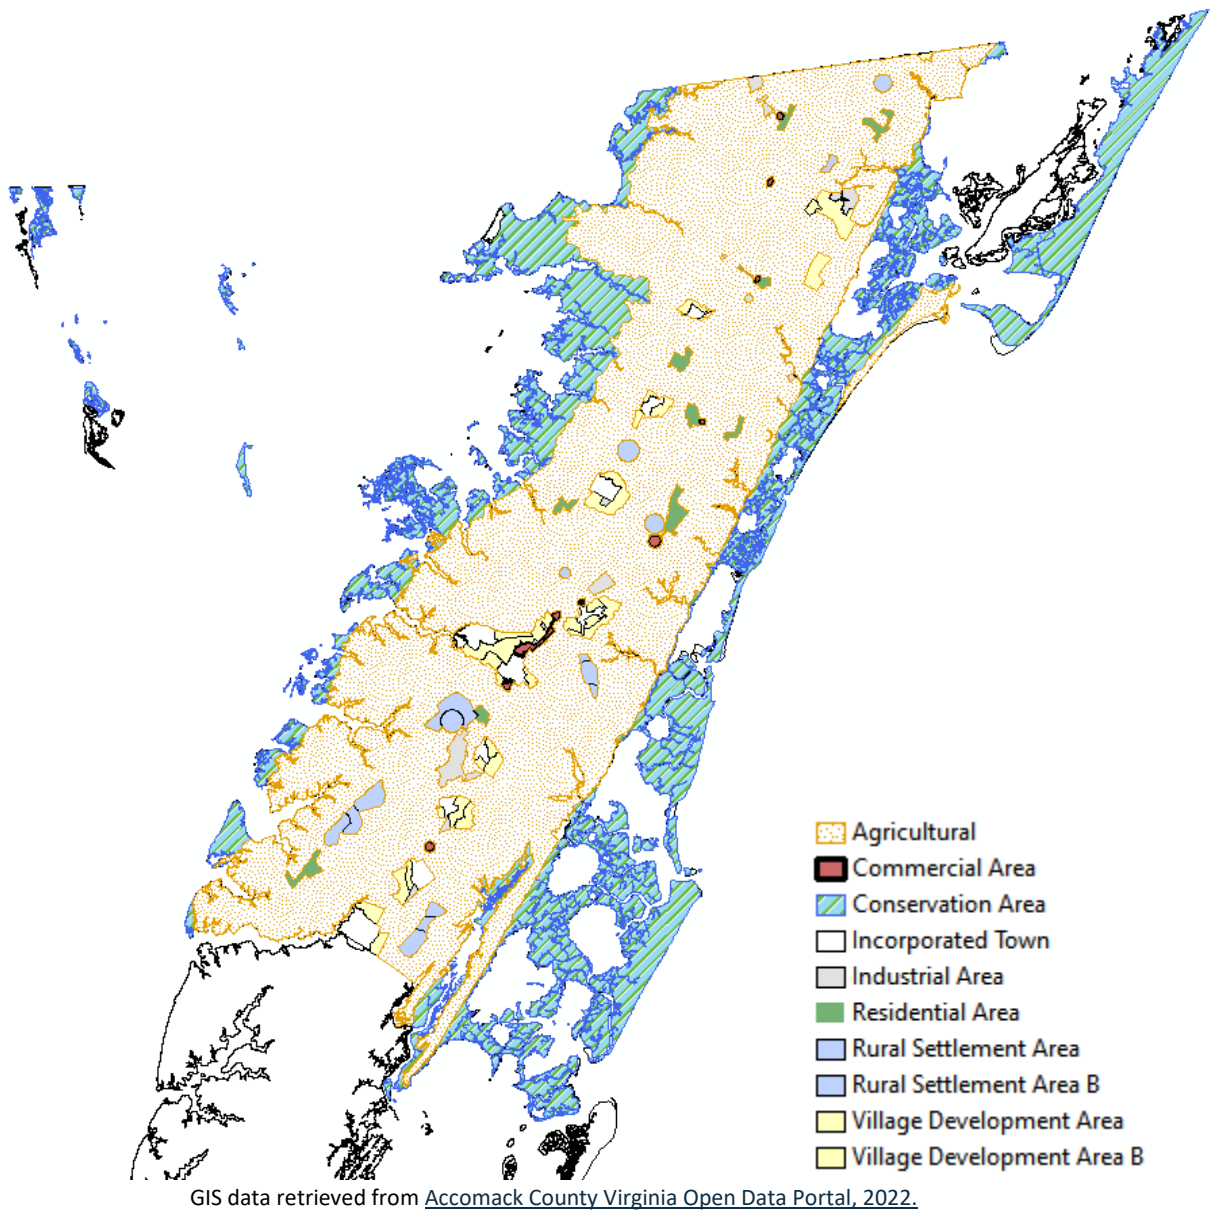 Agricultural
Commercial Area
Conservation Area
Incorporated Town
Industrial Area
Residential Area
Rural Settlement Area
Rural Settlement Area B
Village Development Area
Village Development Area B
GIS data retrieved from Accomack County Virginia Open Data Portal, 2022.